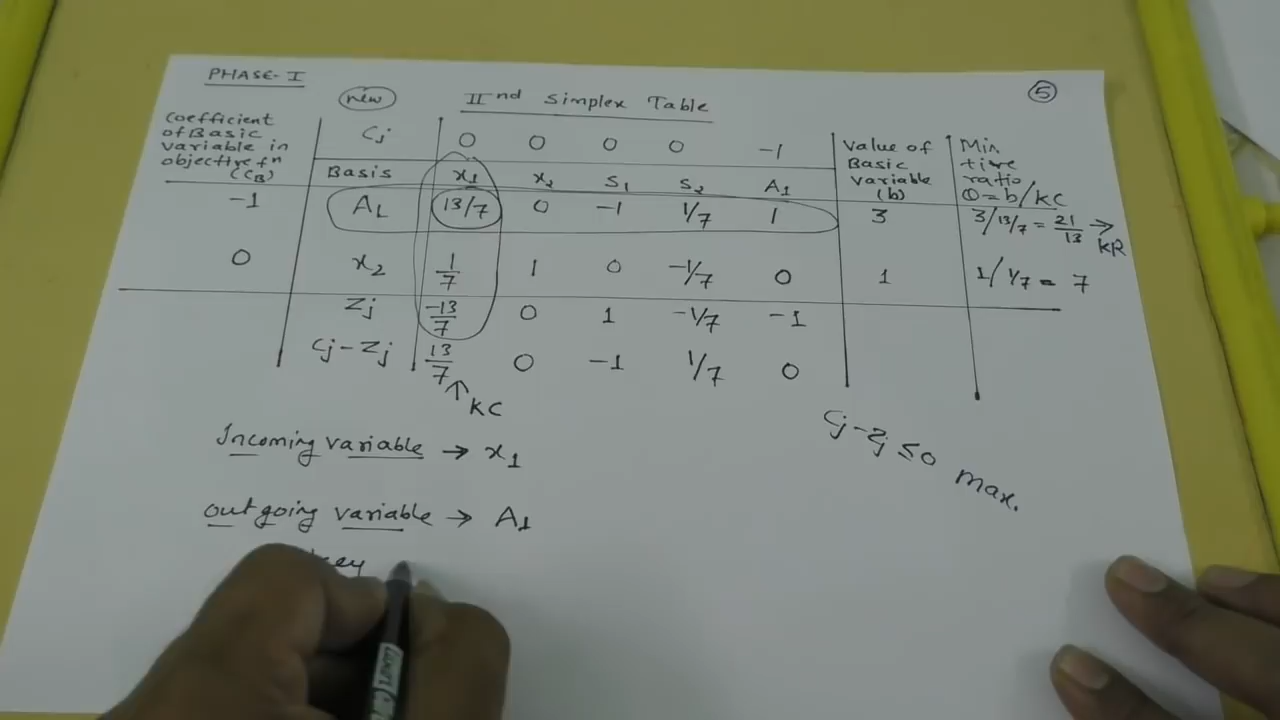 PHASE-I
new IInd Simplex Table 5
Coefficient of Basic variable in objective fn (CB) Cj 0 0 0 0 -1 Value of Basic variable (b) Min tive ratio θ=b/KC
Basis x1 x2 S1 S2 A1
-1 A1 13/7 0 -1 1/7 1 3 3/13/7 = 21/13 → KR
0 x2 1/7 1 0 -1/7 0 1 1/1/7 = 7
Zj -13/7 0 1 -1/7 -1
Cj-Zj 13/7 0 -1 1/7 0
↑ KC
Cj-Zj ≤0 max.
Incoming variable → x1
outgoing variable → A1
key